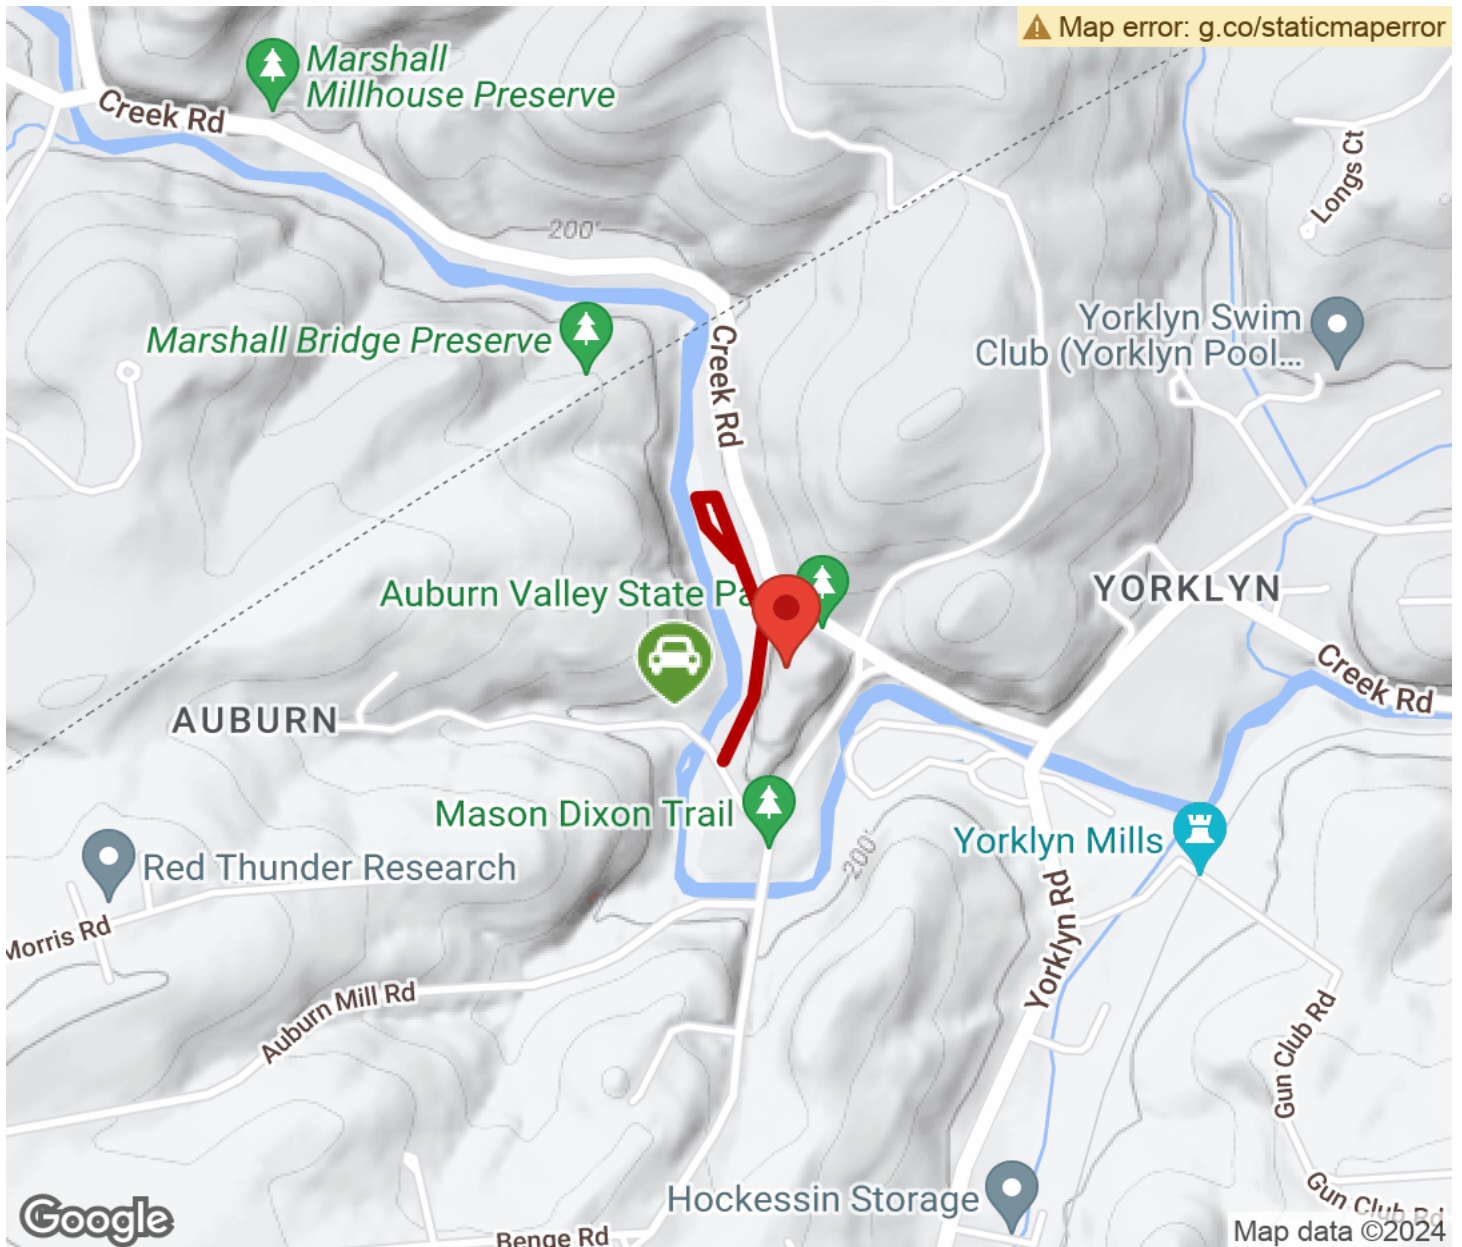 Map error: g.co/staticmaperror
Marshall
Millhouse Preserve
Creek Rd
Longs Ct
200'
Marshall Bridge Preserve
Creek Rd
Yorklyn Swim
Club (Yorklyn Pool...
Auburn Valley State Pa
YORKLYN
Creek Rd
AUBURN
Mason Dixon Trail
Yorklyn Mills
200'
Red Thunder Research
Yorklyn Rd
Morris Rd
Auburn Mill Rd
Gun Club Rd
Hockessin Storage
Gun Club Rd
Google
Benge Rd
Map data ©2024